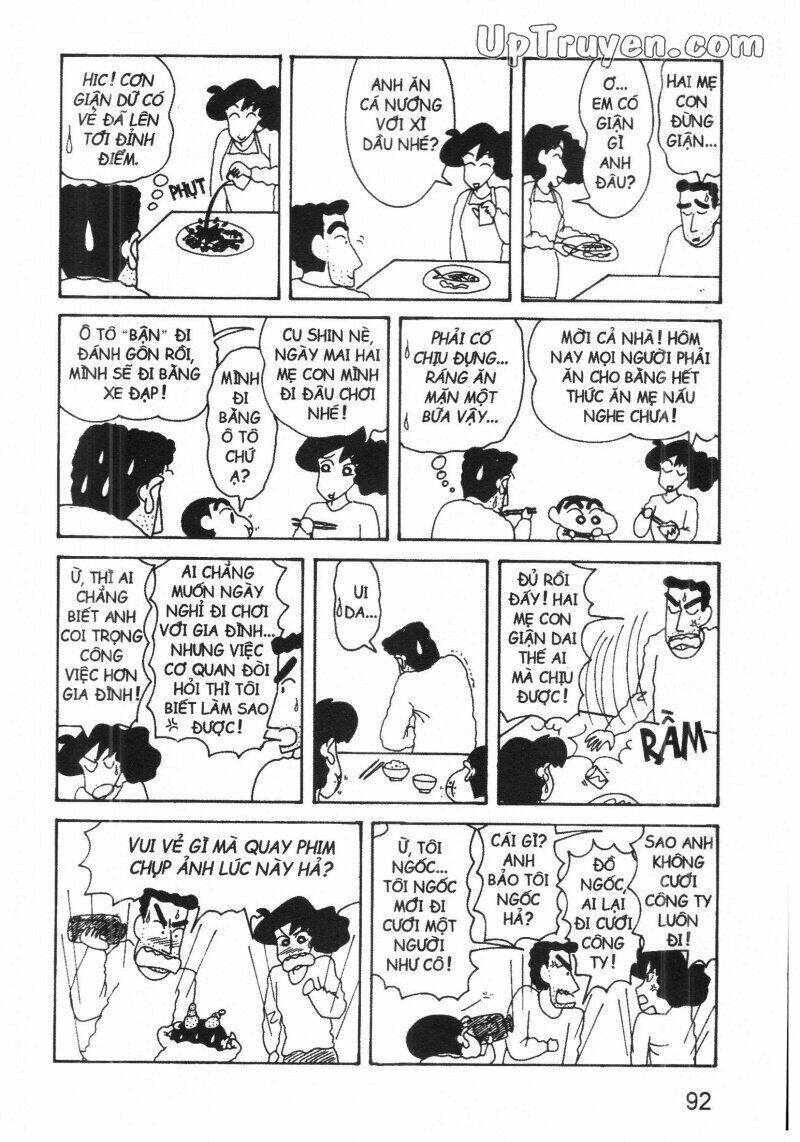 UpTruyen.com
HAI MẸ
CON
ĐỪNG
GIẬN...
Ơ...
EM CÓ
GIẬN
GÌ
ANH
ĐÂU?
ANH ĂN
CÁ NƯỚNG
VỚI XÌ
DẦU NHÉ?
HIC! CƠN
GIẬN DỮ CÓ
VẺ ĐÃ LÊN
TỚI ĐỈNH
ĐIỂM.
PHỤT
MỜI CẢ NHÀ! HÔM
NAY MỌI NGƯỜI PHẢI
ĂN CHO BẰNG HẾT
THỨC ĂN MẸ NẤU
NGHE CHƯA!
PHẢI CÓ
CHỊU ĐỰNG...
RÁNG ĂN
MẶN MỘT
BỮA VẬY...
CU SHIN NÈ,
NGÀY MAI HAI
MẸ CON MÌNH
ĐI ĐÂU CHƠI
NHÉ!
MÌNH
ĐI
BẰNG
Ô TÔ
CHỨ
Ạ?
Ô TÔ "BẬN" ĐI
ĐÁNH GÔN RỒI,
MÌNH SẼ ĐI BẰNG
XE ĐẠP!
ĐỦ RỒI
ĐẤY! HAI
MẸ CON
GIẬN DAI
THẾ AI
MÀ CHỊU
ĐƯỢC!
RẦM
UI
DA...
AI CHẲNG
MUỐN NGÀY
NGHỈ ĐI CHƠI
VỚI GIA ĐÌNH...
NHƯNG VIỆC
CƠ QUAN ĐÒI
HỎI THÌ TÔI
BIẾT LÀM SAO
ĐƯỢC!
Ừ, THÌ AI
CHẲNG
BIẾT ANH
COI TRỌNG
CÔNG
VIỆC HƠN
GIA ĐÌNH!
SAO ANH
KHÔNG
CƯỚI
CÔNG TY
LUÔN
ĐI!
ĐỒ
NGỐC,
AI LẠI
ĐI CƯỚI
CÔNG
TY!
CÁI GÌ?
ANH
BẢO TÔI
NGỐC
HẢ?
Ừ, TÔI
NGỐC...
TÔI NGỐC
MỚI ĐI
CƯỚI MỘT
NGƯỜI
NHƯ CÔ!
VUI VẺ GÌ MÀ QUAY PHIM
CHỤP ẢNH LÚC NÀY HẢ?
92